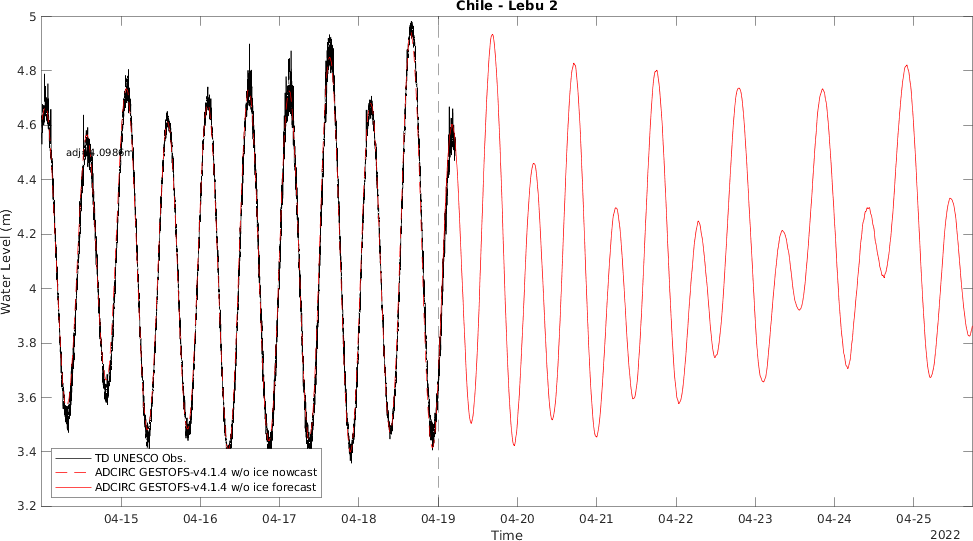 Chile - Lebu 2
5
4.8
4.6
4.4
4.2
4
3.8
3.6
3.4
3.2
Water Level (m)
adj=4.0986m
TD UNESCO Obs.
ADCIRC GESTOFS-v4.1.4 w/o ice nowcast
ADCIRC GESTOFS-v4.1.4 w/o ice forecast
04-15 04-16 04-17 04-18 04-19 04-20 04-21 04-22 04-23 04-24 04-25
Time
2022